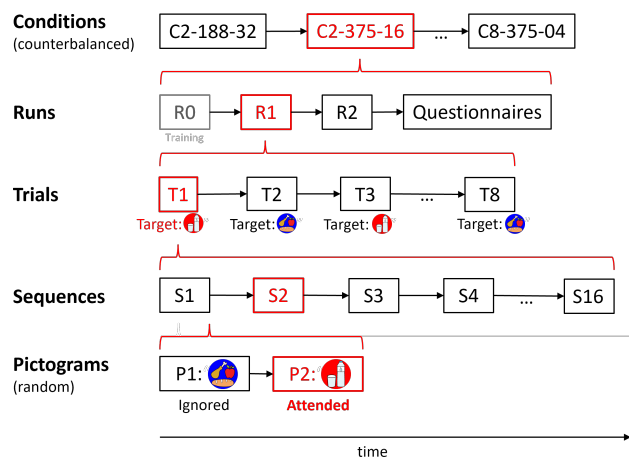 Conditions
(counterbalanced)
C2-188-32
C2-375-16
...
C8-375-04
Runs
R0
R1
R2
Questionnaires
Training
Trials
T1
T2
T3
...
T8
Target:
Target:
Target:
Target:
Sequences
S1
S2
S3
S4
...
S16
Pictograms
(random)
P1:
P2:
Ignored
Attended
time